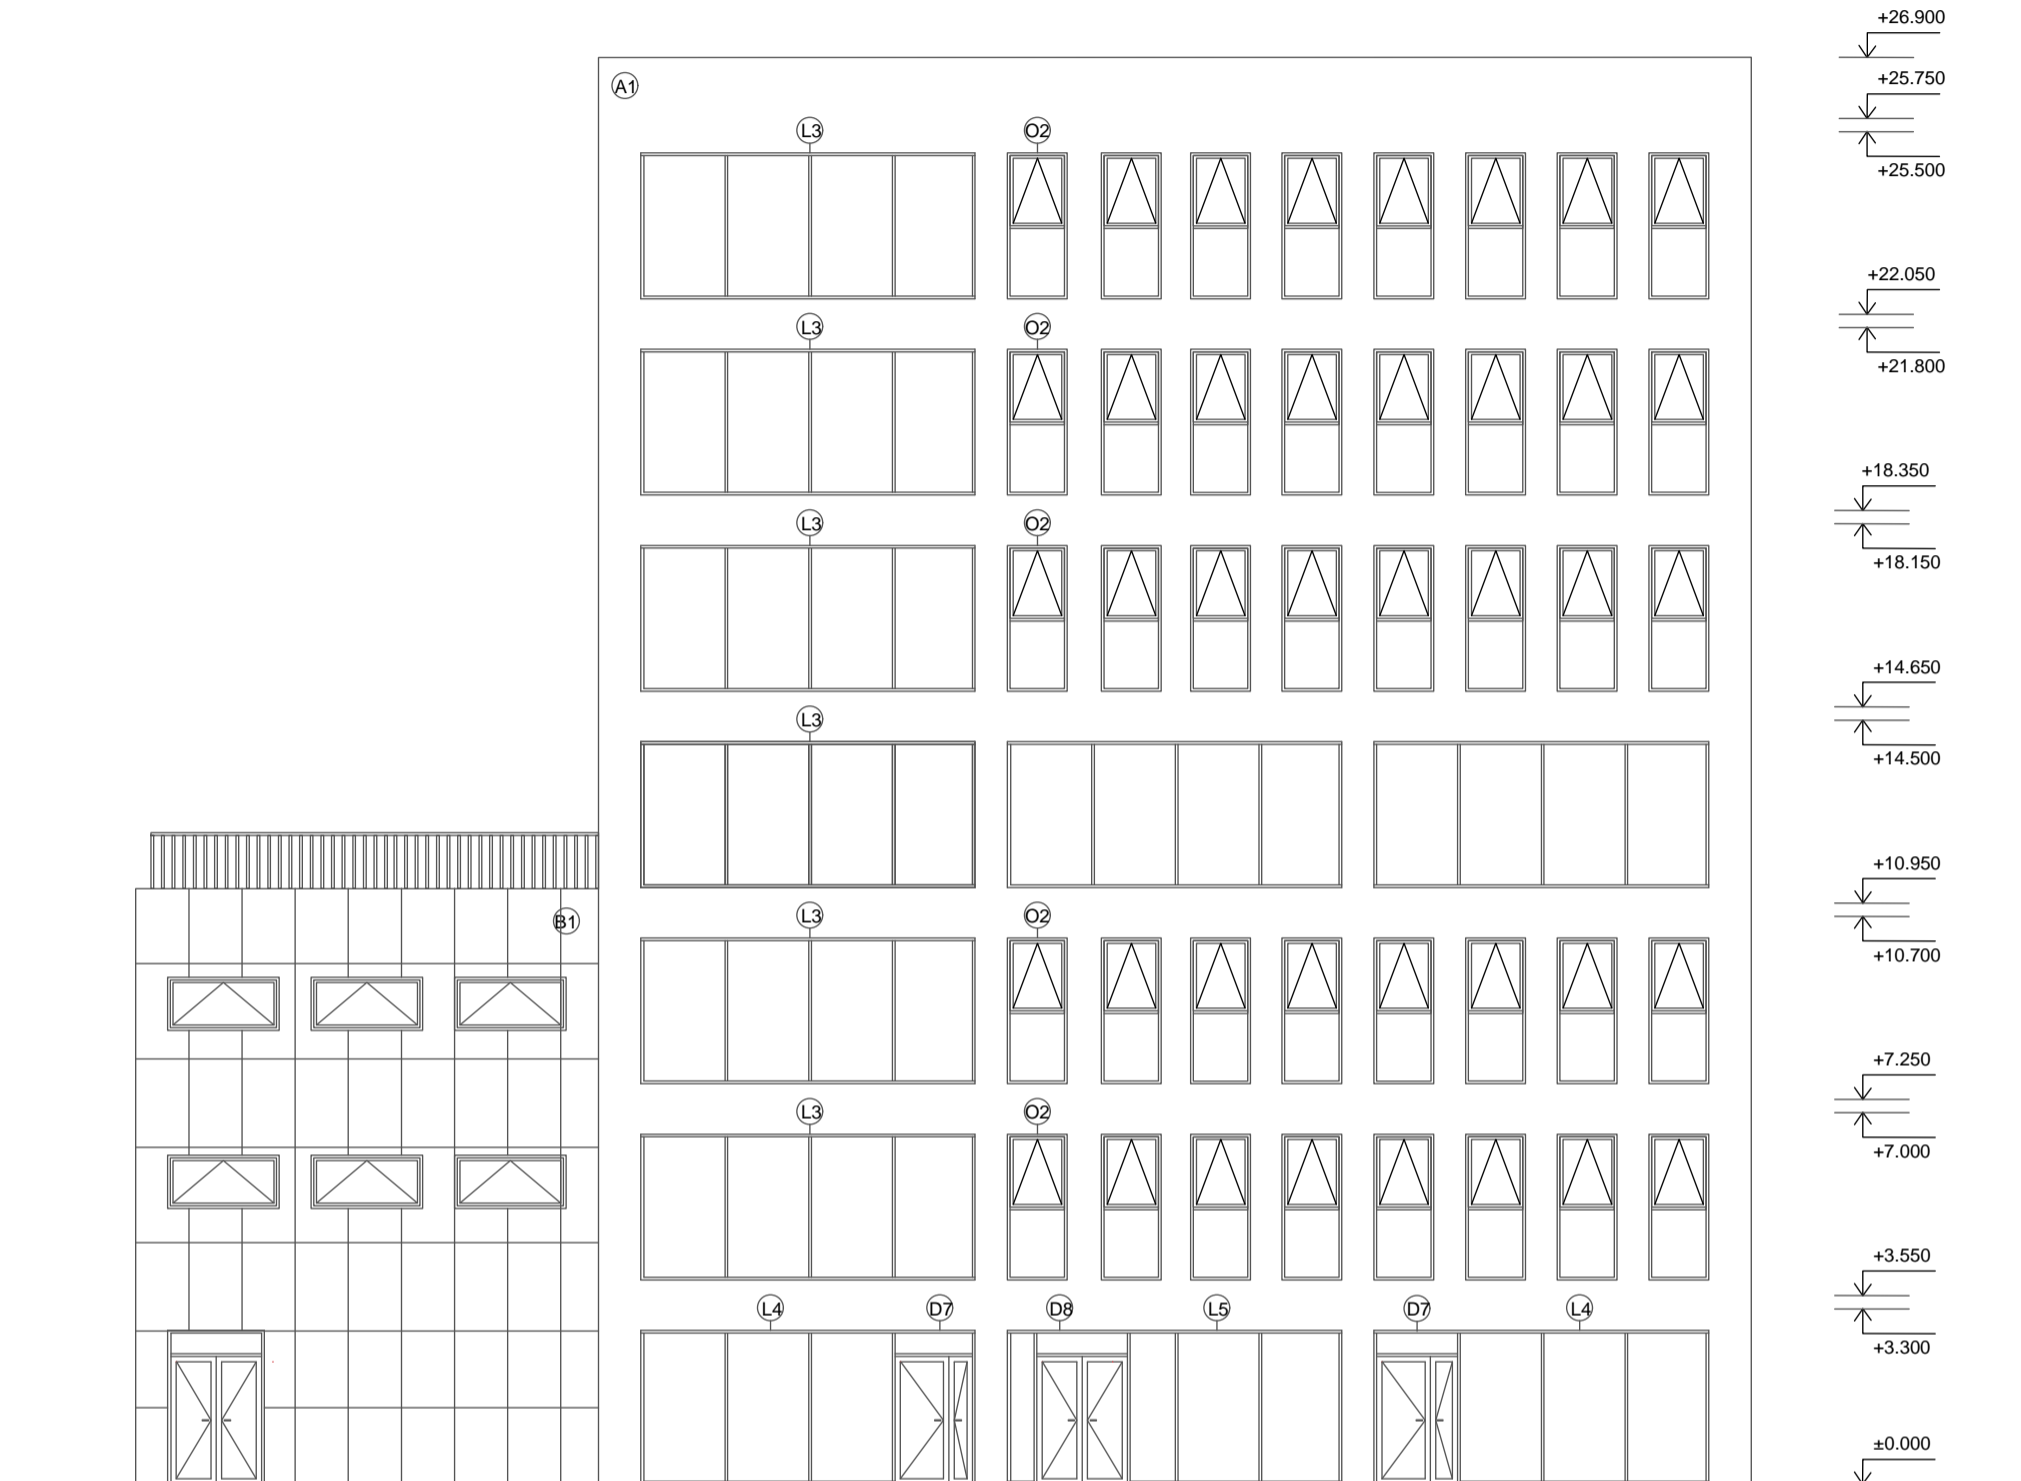 +26.900
+25.750
A1
L3 O2
+25.500
+22.050
L3 O2
+21.800
+18.350
L3 O2
+18.150
+14.650
L3
+14.500
+10.950
L3 O2
B1
+10.700
+7.250
L3 O2
+7.000
+3.550
L4 D7 D8 L5 D7 L4
+3.300
±0.000